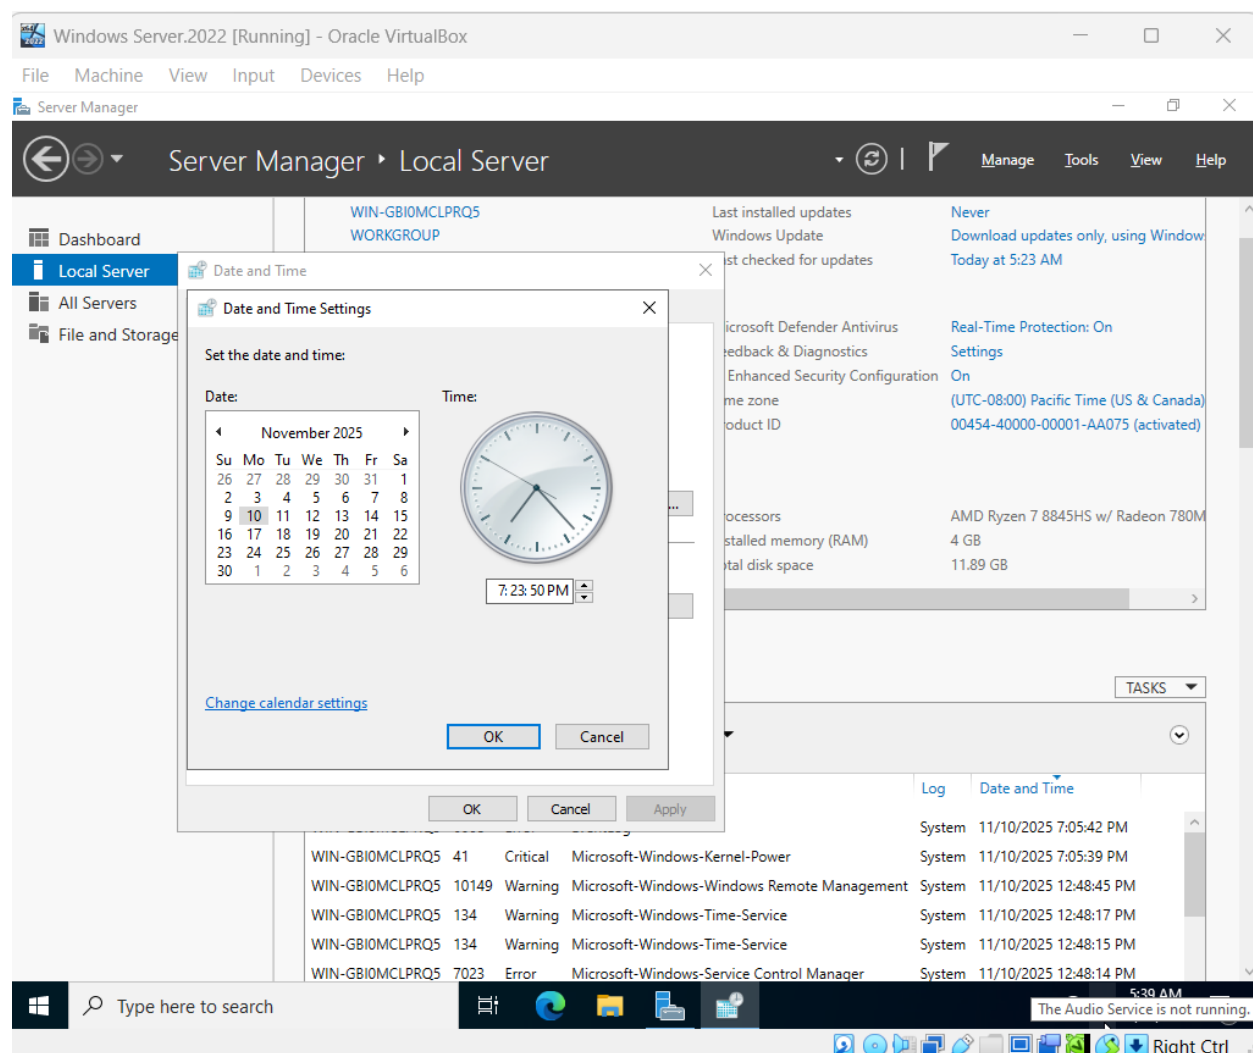 Windows Server.2022 [Running] - Oracle VirtualBox
File Machine View Input Devices Help
Server Manager
Server Manager ‣ Local Server
Manage Tools View Help
Dashboard
Local Server
All Servers
File and Storage
WIN-GBI0MCLPRQ5
WORKGROUP
Last installed updates Never
Windows Update Download updates only, using Window
st checked for updates Today at 5:23 AM
icrosoft Defender Antivirus Real-Time Protection: On
edback & Diagnostics Settings
Enhanced Security Configuration On
me zone (UTC-08:00) Pacific Time (US & Canada)
oduct ID 00454-40000-00001-AA075 (activated)
ocessors AMD Ryzen 7 8845HS w/ Radeon 780M
stalled memory (RAM) 4 GB
tal disk space 11.89 GB
Date and Time
Date and Time Settings
Set the date and time:
Date:
Time:
November 2025
Su Mo Tu We Th Fr Sa
26 27 28 29 30 31 1
2 3 4 5 6 7 8
9 10 11 12 13 14 15
16 17 18 19 20 21 22
23 24 25 26 27 28 29
30 1 2 3 4 5 6
7:23:50 PM
...
Change calendar settings
OK Cancel
OK Cancel Apply
TASKS
Log Date and Time
System 11/10/2025 7:05:42 PM
WIN-GBI0MCLPRQ5 41 Critical Microsoft-Windows-Kernel-Power System 11/10/2025 7:05:39 PM
WIN-GBI0MCLPRQ5 10149 Warning Microsoft-Windows-Windows Remote Management System 11/10/2025 12:48:45 PM
WIN-GBI0MCLPRQ5 134 Warning Microsoft-Windows-Time-Service System 11/10/2025 12:48:17 PM
WIN-GBI0MCLPRQ5 134 Warning Microsoft-Windows-Time-Service System 11/10/2025 12:48:15 PM
WIN-GBI0MCLPRQ5 7023 Error Microsoft-Windows-Service Control Manager System 11/10/2025 12:48:14 PM
Type here to search
5:39 AM
The Audio Service is not running.
Right Ctrl